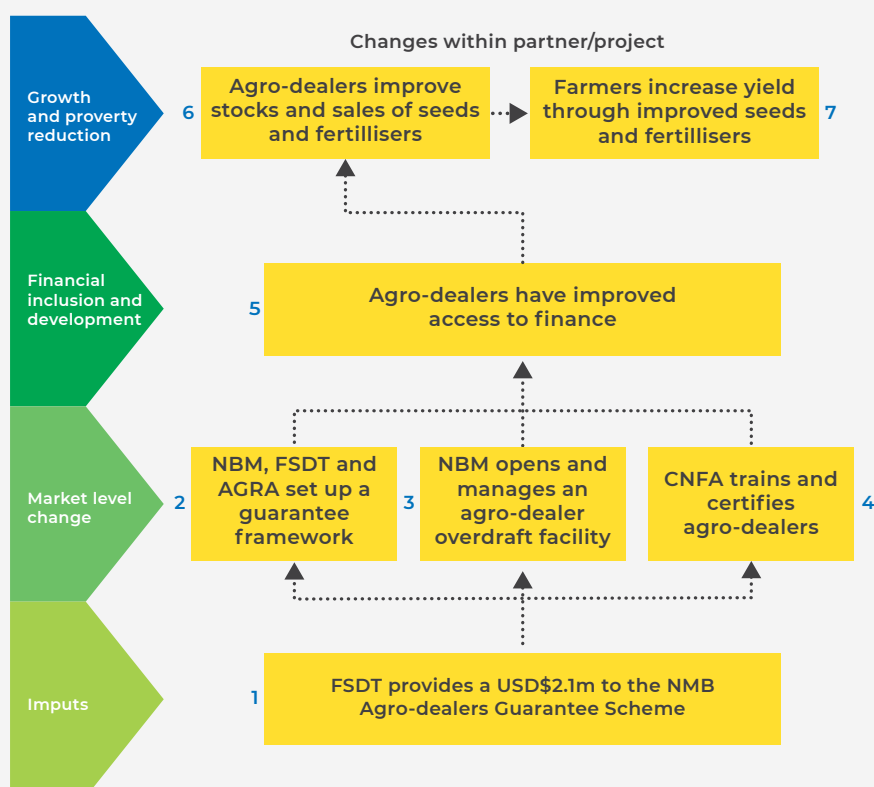 Changes within partner/project
Growth
and proverty
reduction
6
Agro-dealers improve
stocks and sales of seeds
and fertillisers
Farmers increase yield
through improved seeds
and fertillisers
7
Financial
inclusion and
development
5
Agro-dealers have improved
access to finance
Market level
change
2
NBM, FSDT and
AGRA set up a
guarantee
framework
3
NBM opens and
manages an
agro-dealer
overdraft facility
CNFA trains and
certifies
agro-dealers
4
Imputs
1
FSDT provides a USD$2.1m to the NMB
Agro-dealers Guarantee Scheme